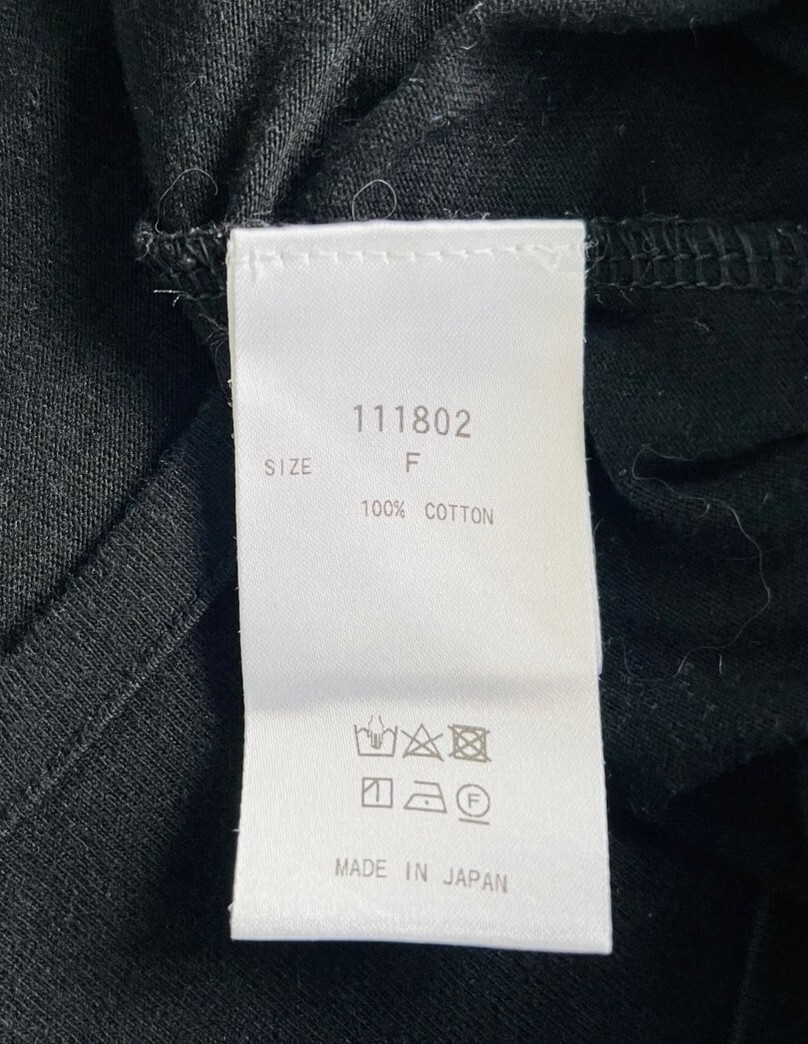 111802
SIZE F
100% COTTON
F
MADE IN JAPAN